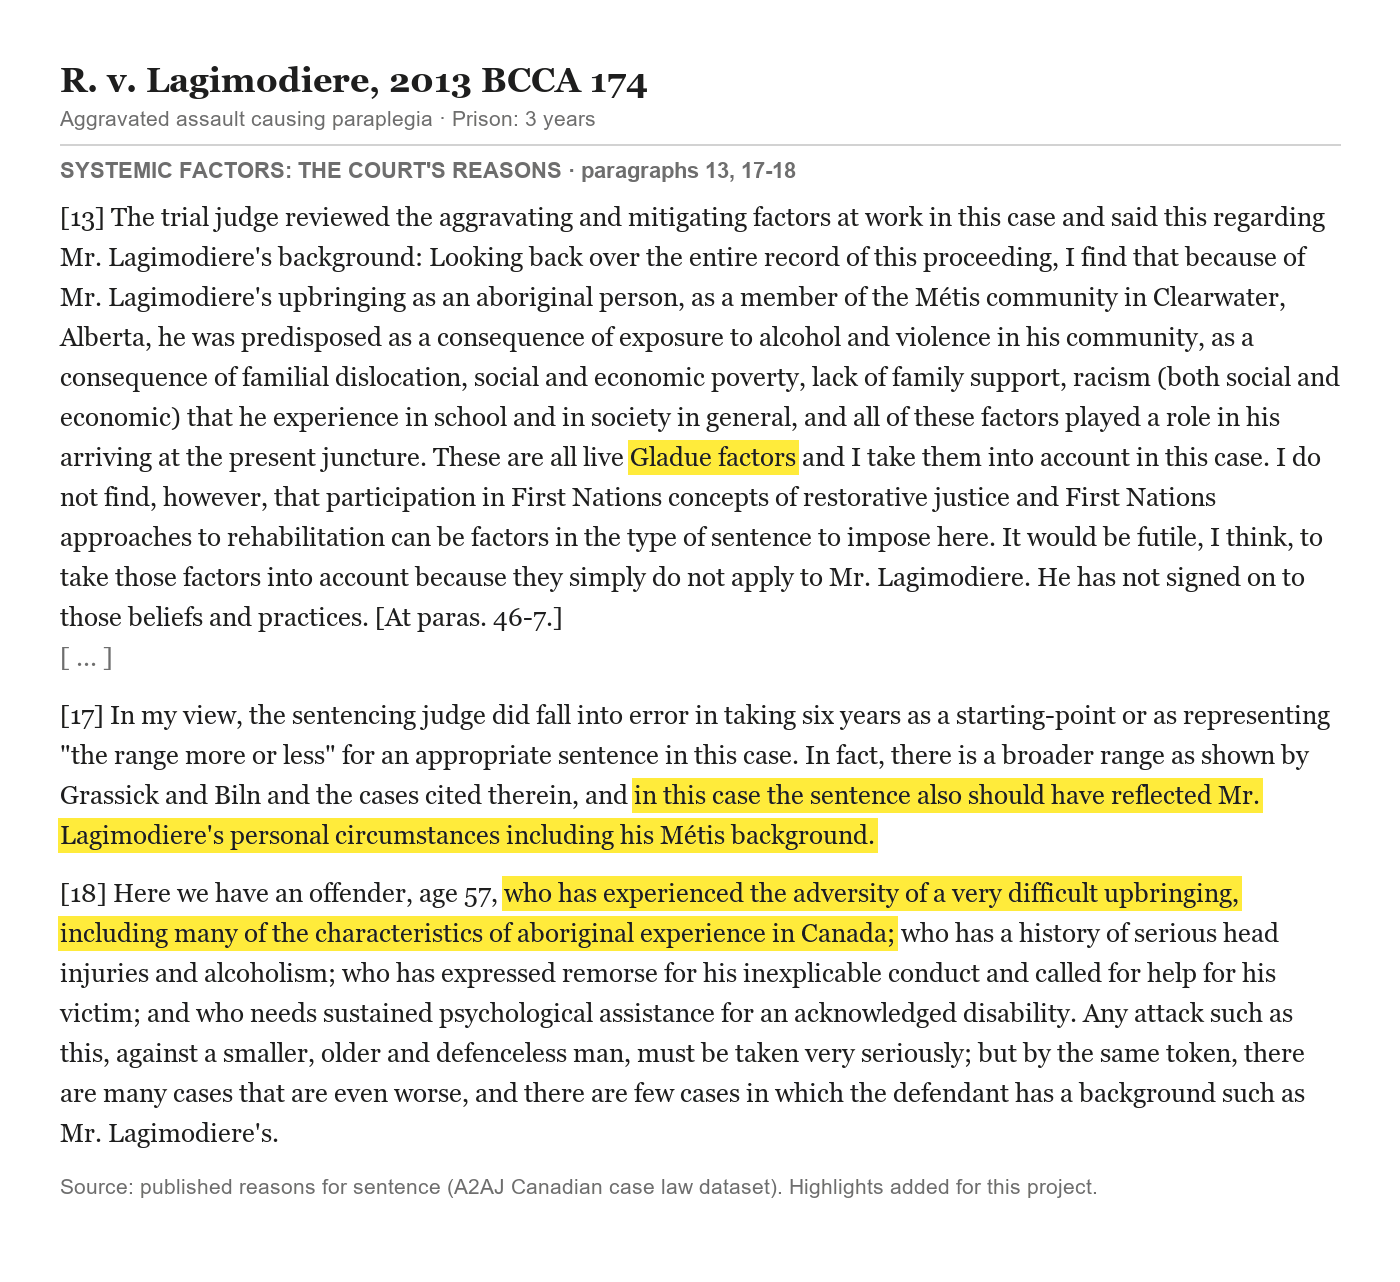 R. v. Lagimodiere, 2013 BCCA 174
Aggravated assault causing paraplegia · Prison: 3 years
SYSTEMIC FACTORS: THE COURT'S REASONS · paragraphs 13, 17-18
[13] The trial judge reviewed the aggravating and mitigating factors at work in this case and said this regarding
Mr. Lagimodiere's background: Looking back over the entire record of this proceeding, I find that because of
Mr. Lagimodiere's upbringing as an aboriginal person, as a member of the Métis community in Clearwater,
Alberta, he was predisposed as a consequence of exposure to alcohol and violence in his community, as a
consequence of familial dislocation, social and economic poverty, lack of family support, racism (both social and
economic) that he experience in school and in society in general, and all of these factors played a role in his
arriving at the present juncture. These are all live Gladue factors and I take them into account in this case. I do
not find, however, that participation in First Nations concepts of restorative justice and First Nations
approaches to rehabilitation can be factors in the type of sentence to impose here. It would be futile, I think, to
take those factors into account because they simply do not apply to Mr. Lagimodiere. He has not signed on to
those beliefs and practices. [At paras. 46-7.]
[ ... ]
[17] In my view, the sentencing judge did fall into error in taking six years as a starting-point or as representing
"the range more or less" for an appropriate sentence in this case. In fact, there is a broader range as shown by
Grassick and Biln and the cases cited therein, and in this case the sentence also should have reflected Mr.
Lagimodiere's personal circumstances including his Métis background.
[18] Here we have an offender, age 57, who has experienced the adversity of a very difficult upbringing,
including many of the characteristics of aboriginal experience in Canada; who has a history of serious head
injuries and alcoholism; who has expressed remorse for his inexplicable conduct and called for help for his
victim; and who needs sustained psychological assistance for an acknowledged disability. Any attack such as
this, against a smaller, older and defenceless man, must be taken very seriously; but by the same token, there
are many cases that are even worse, and there are few cases in which the defendant has a background such as
Mr. Lagimodiere's.
Source: published reasons for sentence (A2AJ Canadian case law dataset). Highlights added for this project.